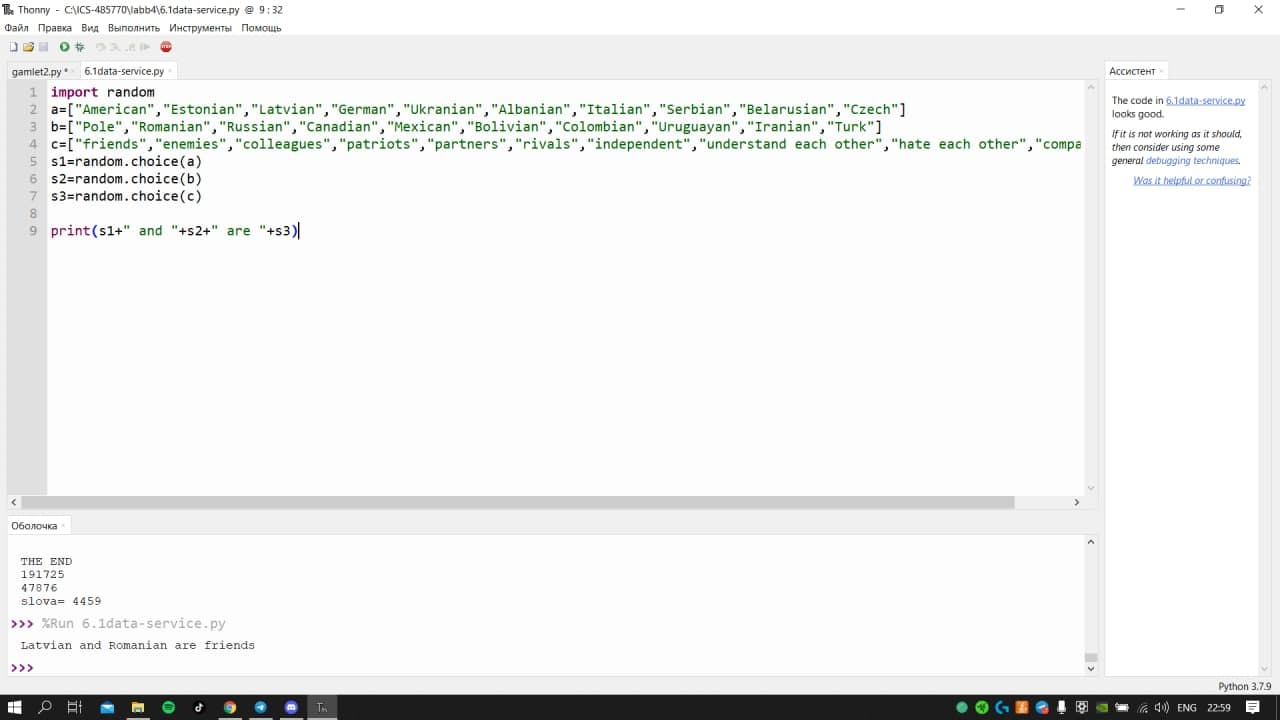 Thonny - C:\ICS-485770\labb4\6.1data-service.py @ 9 : 32
Файл Правка Вид Выполнить Инструменты Помощь
gamlet2.py * 6.1data-service.py
Ассистент
1 import random
2 a=["American","Estonian","Latvian","German","Ukranian","Albanian","Italian","Serbian","Belarusian","Czech"]
3 b=["Pole","Romanian","Russian","Canadian","Mexican","Bolivian","Colombian","Uruguayan","Iranian","Turk"]
4 c=["friends","enemies","colleagues","patriots","partners","rivals","independent","understand each other","hate each other","compa
5 s1=random.choice(a)
6 s2=random.choice(b)
7 s3=random.choice(c)
8
9 print(s1+" and "+s2+" are "+s3)
The code in 6.1data-service.py
looks good.
If it is not working as it should,
then consider using some
general debugging techniques.
Was it helpful or confusing?
Оболочка
THE END
191725
47876
slova= 4459
>>> %Run 6.1data-service.py
Latvian and Romanian are friends
>>>
Python 3.7.9
ENG 22:59